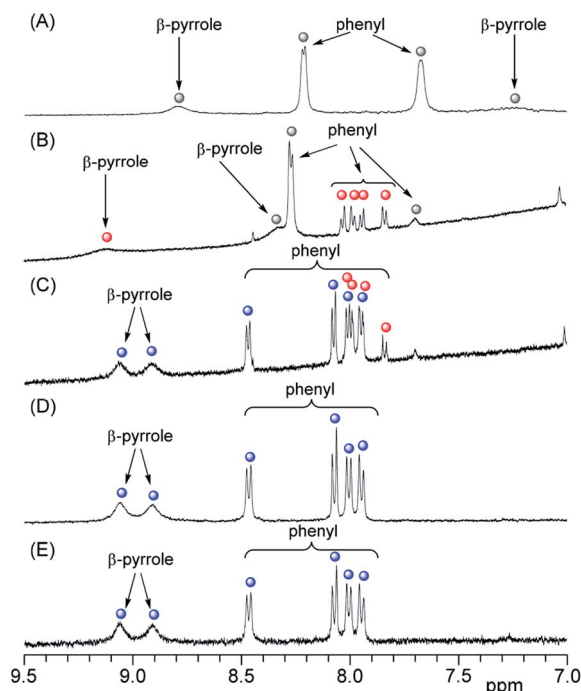 (A)
β-pyrrole
phenyl
β-pyrrole
(B)
β-pyrrole
β-pyrrole
phenyl
phenyl
(C)
β-pyrrole
(D)
phenyl
β-pyrrole
(E)
phenyl
β-pyrrole
9.5 9.0 8.5 8.0 7.5 ppm 7.0